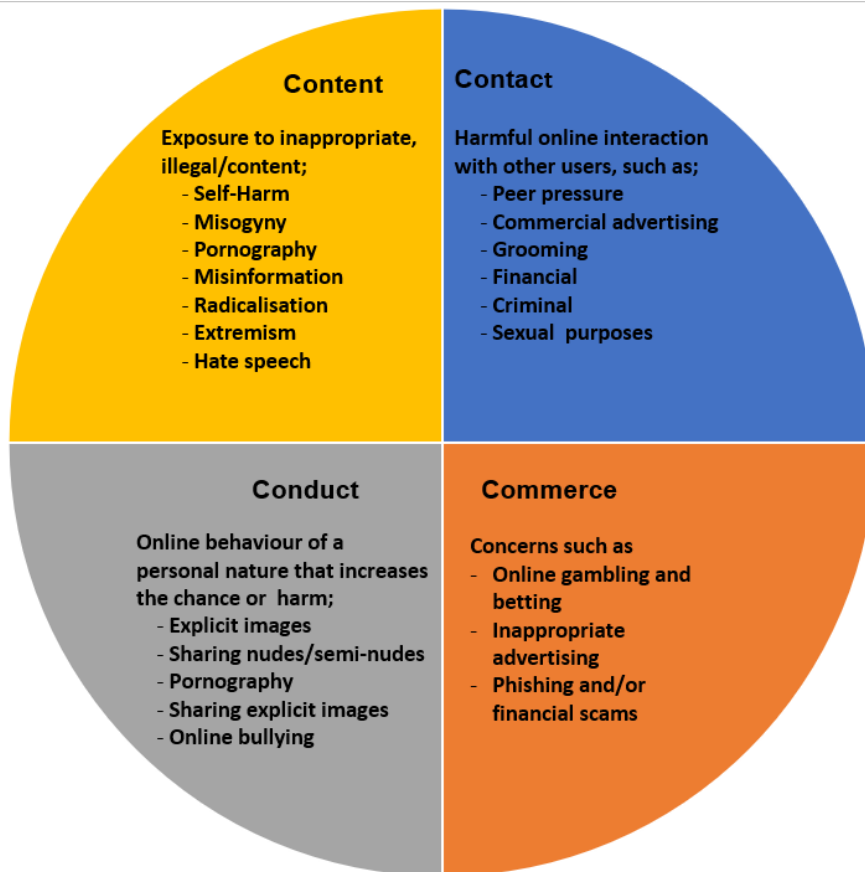 Content
Exposure to inappropriate,
illegal/content;
- Self-Harm
- Misogyny
- Pornography
- Misinformation
- Radicalisation
- Extremism
- Hate speech
Contact
Harmful online interaction
with other users, such as;
- Peer pressure
- Commercial advertising
- Grooming
- Financial
- Criminal
- Sexual purposes
Conduct
Online behaviour of a
personal nature that increases
the chance or harm;
- Explicit images
- Sharing nudes/semi-nudes
- Pornography
- Sharing explicit images
- Online bullying
Commerce
Concerns such as
- Online gambling and
betting
- Inappropriate
advertising
- Phishing and/or
financial scams